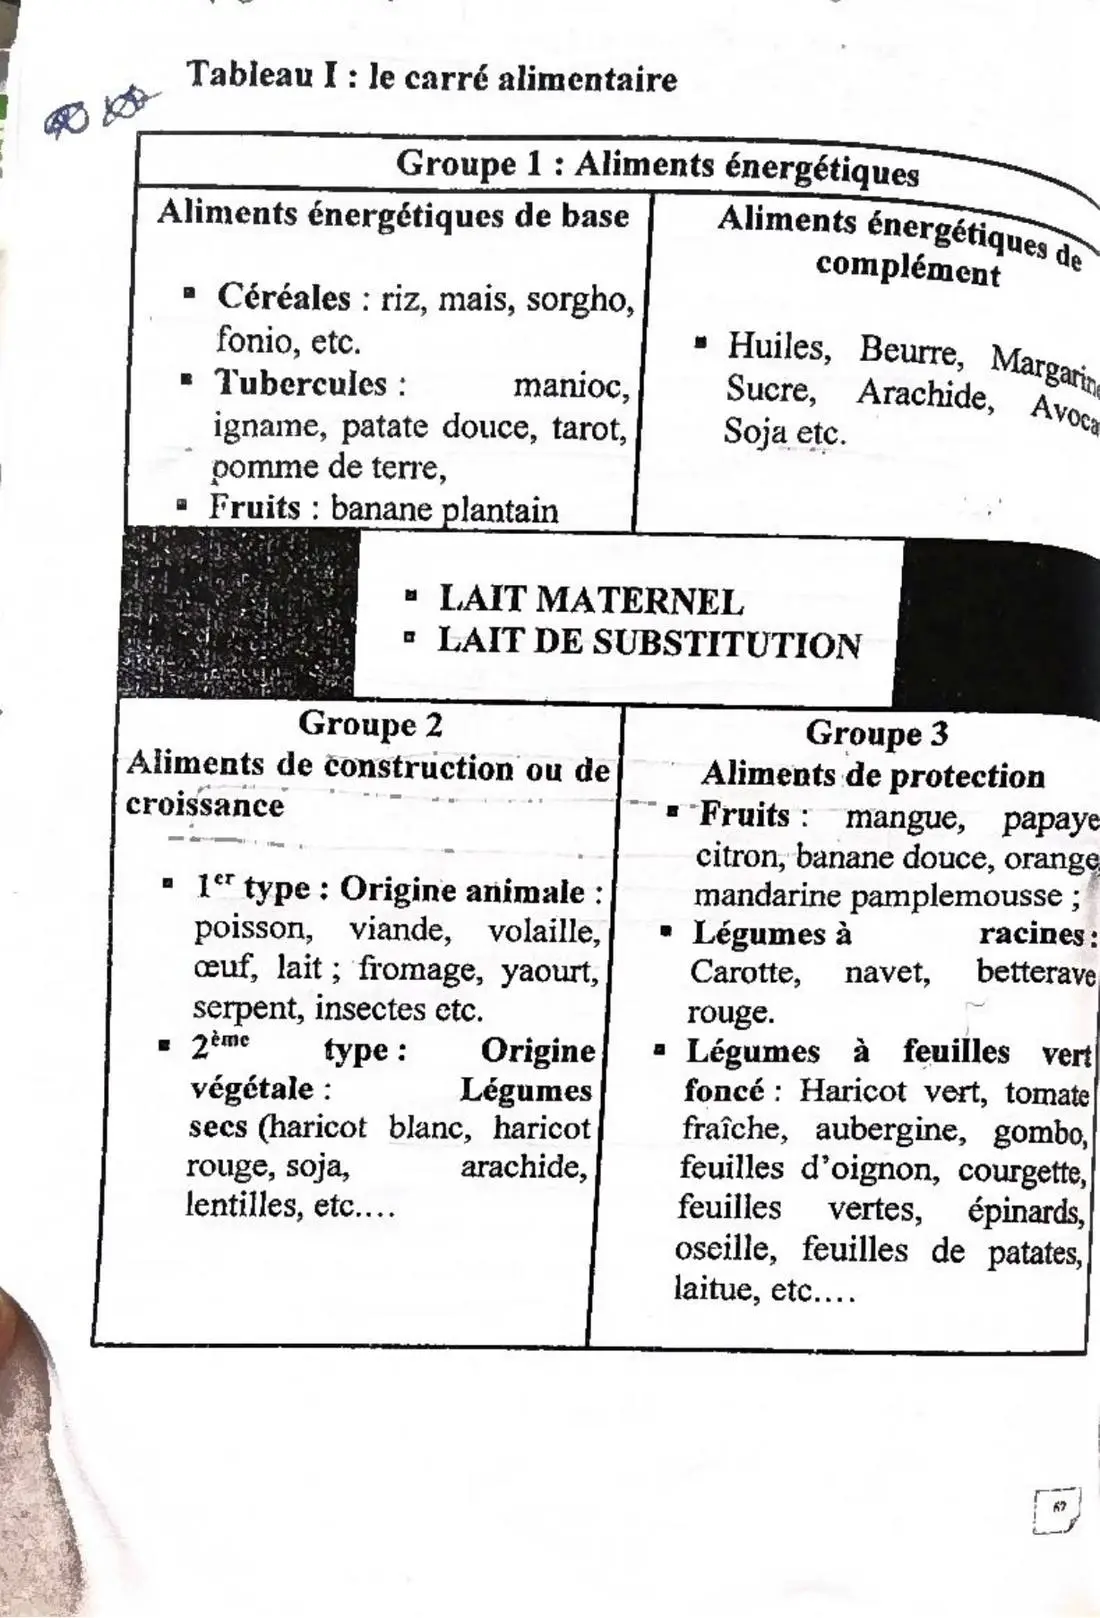 Tableau I : le carré alimentaire
Groupe 1 : Aliments énergétiques
Aliments énergétiques de base
▪ Céréales : riz, mais, sorgho,
fonio, etc.
▪ Tubercules : manioc,
igname, patate douce, tarot,
pomme de terre,
▪ Fruits : banane plantain
Aliments énergétiques de
complément
▪ Huiles, Beurre, Margarine
Sucre, Arachide, Avoca
Soja etc.
▪ LAIT MATERNEL
▪ LAIT DE SUBSTITUTION
Groupe 2
Aliments de construction ou de
croissance
▪ 1er type : Origine animale :
poisson, viande, volaille,
œuf, lait ; fromage, yaourt,
serpent, insectes etc.
▪ 2ème type : Origine
végétale : Légumes
secs (haricot blanc, haricot
rouge, soja, arachide,
lentilles, etc....
Groupe 3
Aliments de protection
▪ Fruits : mangue, papaye
citron, banane douce, orange,
mandarine pamplemousse ;
▪ Légumes à racines :
Carotte, navet, betterave
rouge.
▪ Légumes à feuilles vert
foncé : Haricot vert, tomate
fraîche, aubergine, gombo,
feuilles d'oignon, courgette,
feuilles vertes, épinards,
oseille, feuilles de patates,
laitue, etc....